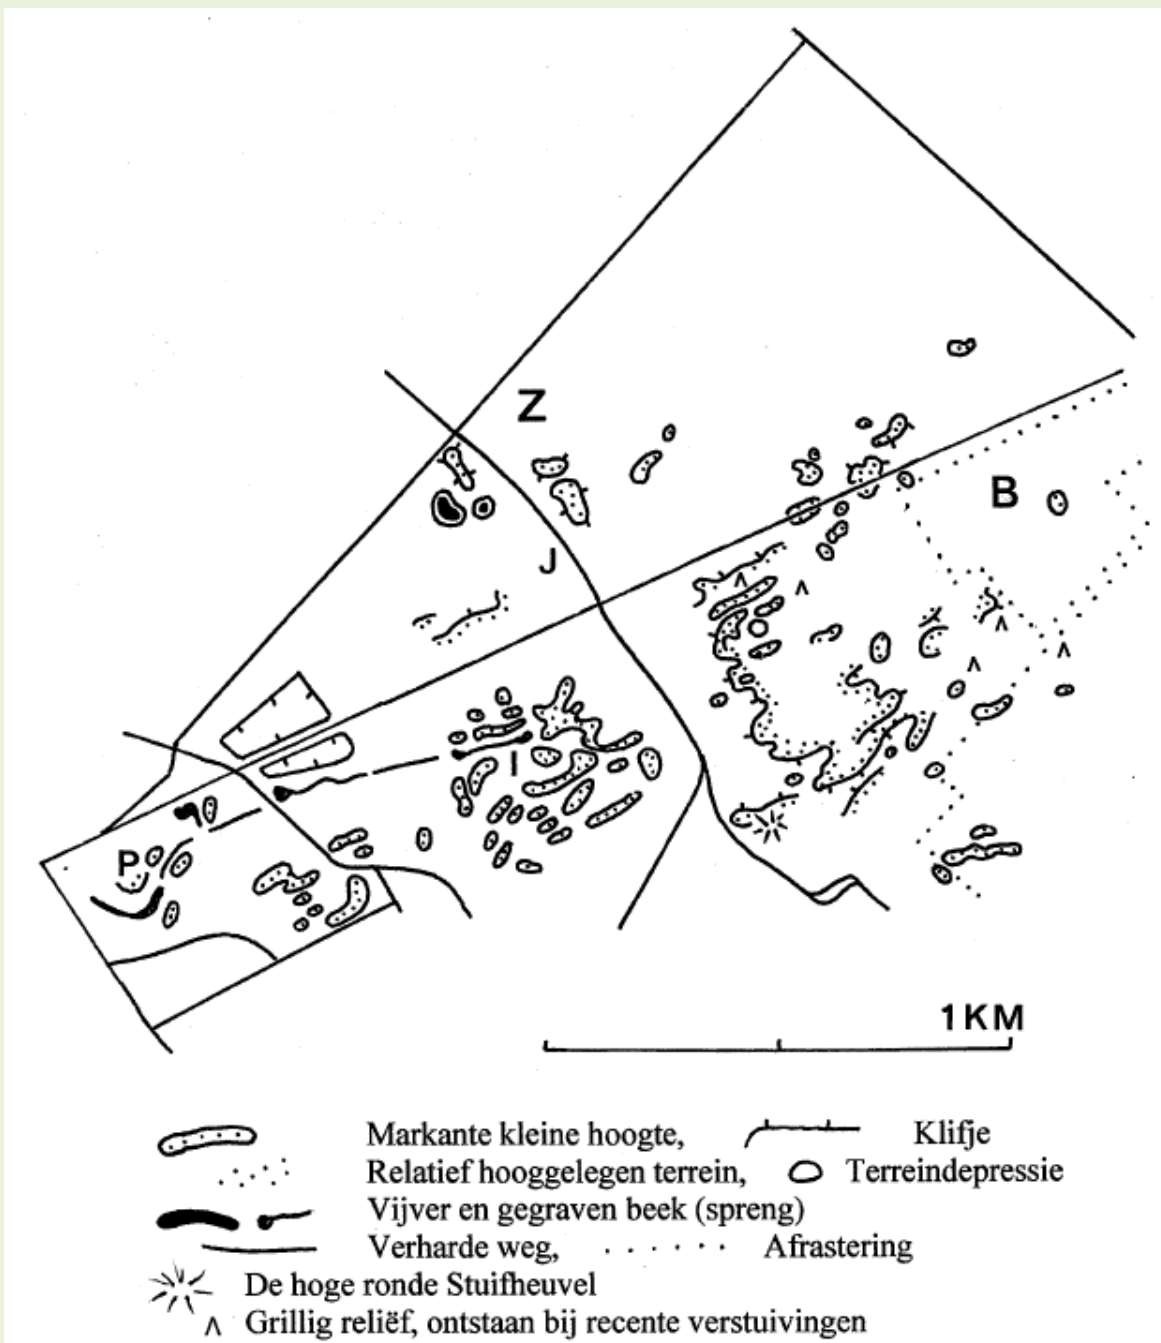 Z
B
J
I
P
1KM
Markante kleine hoogte, Klifje
Relatief hooggelegen terrein, Terreindepressie
Vijver en gegraven beek (spreng)
Verharde weg, Afrastering
De hoge ronde Stuifheuvel
Grillig reliëf, ontstaan bij recente verstuivingen